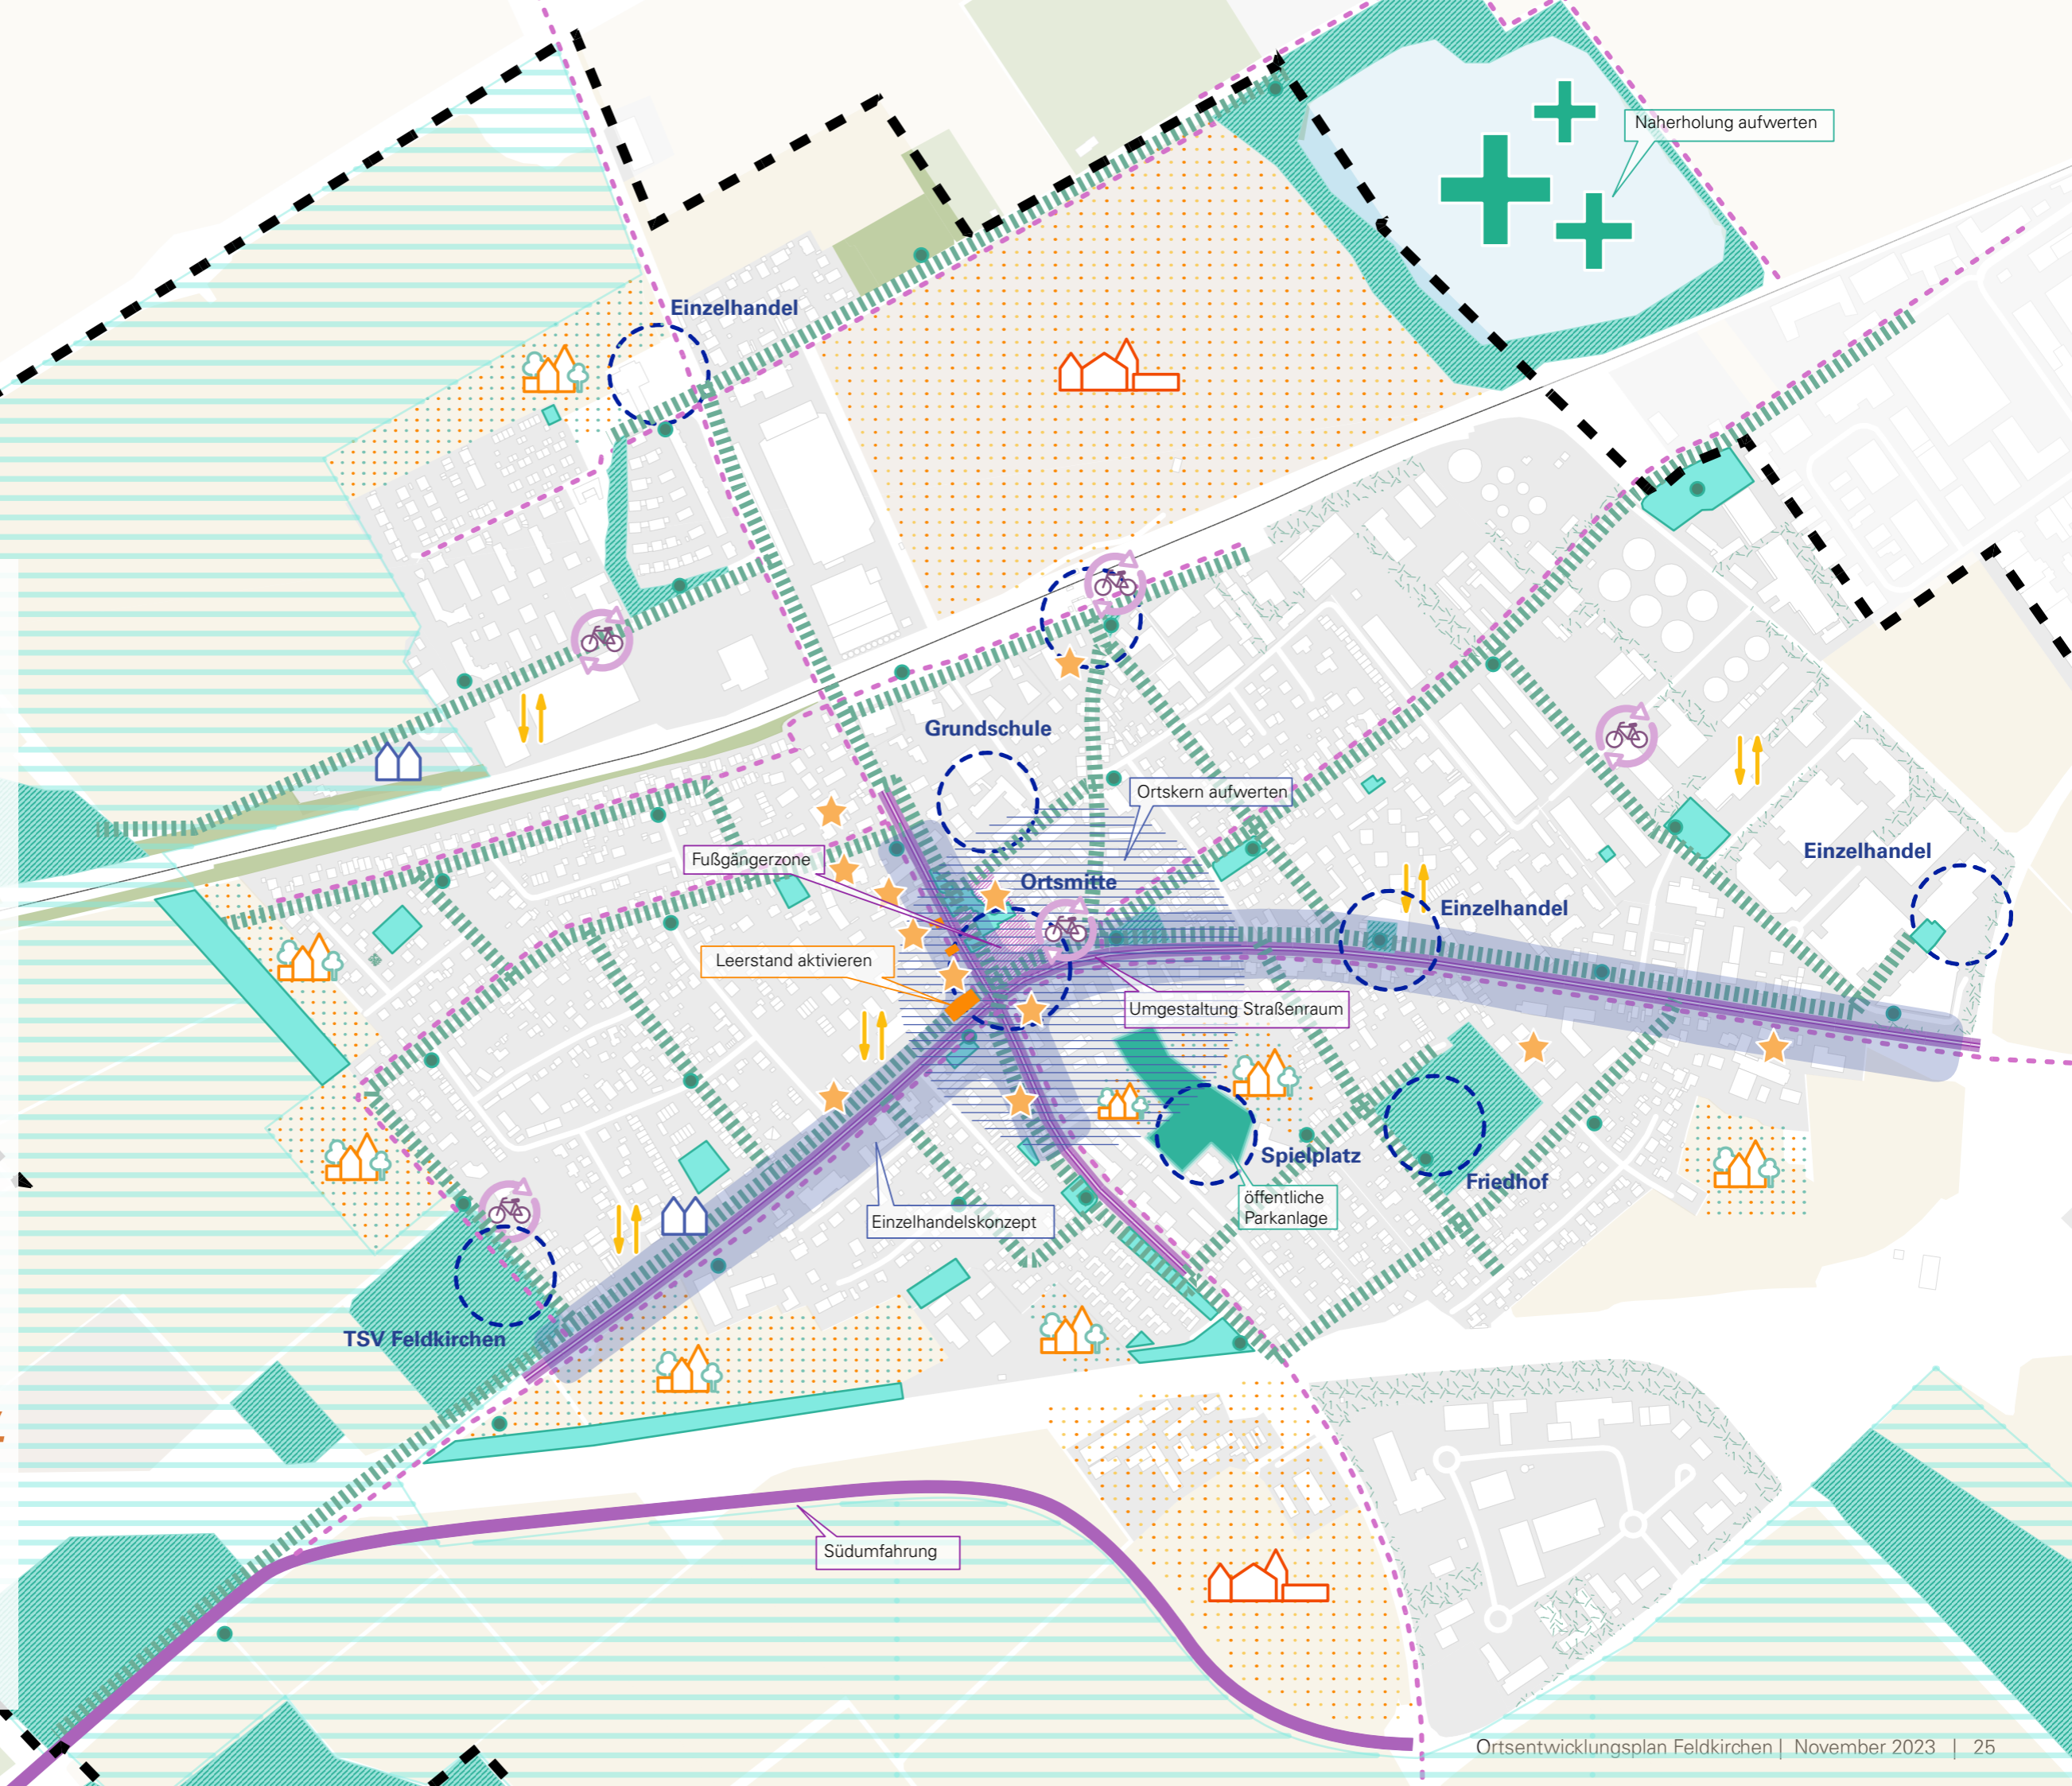 Naherholung aufwerten
Einzelhandel
Grundschule
Ortskern aufwerten
Fußgängerzone
Einzelhandel
Ortsmitte
Einzelhandel
Leerstand aktivieren
Umgestaltung Straßenraum
Spielplatz
Friedhof
öffentliche
Parkanlage
Einzelhandelskonzept
TSV Feldkirchen
Südumfahrung
Ortsentwicklungsplan Feldkirchen | November 2023 | 25